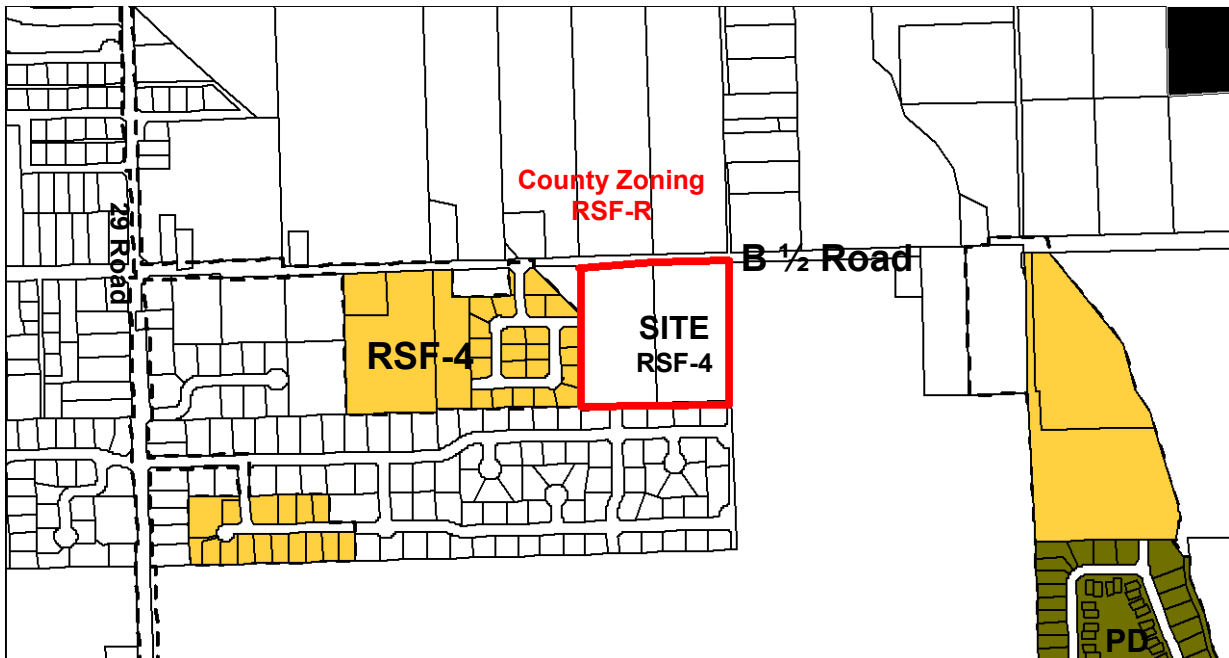 County Zoning
RSF-R
29 Road
B ½ Road
SITE
RSF-4
RSF-4
PD